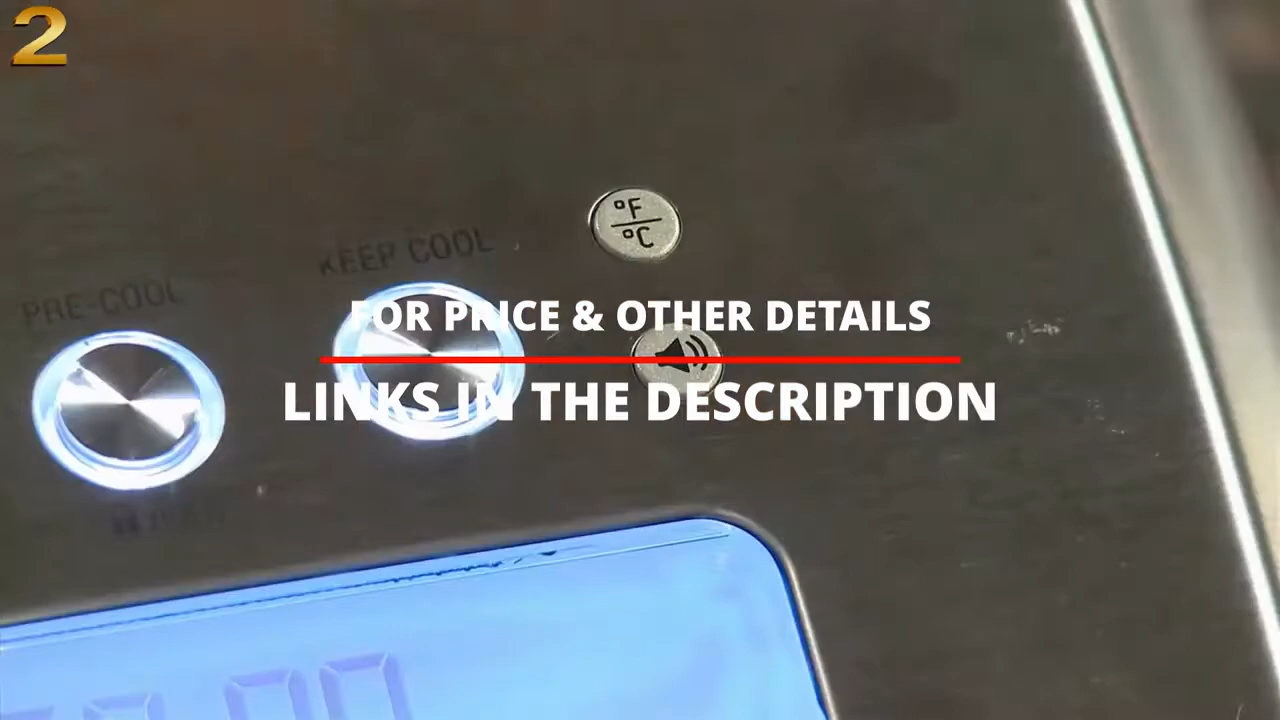 2
°F
°C
KEEP COOL
PRE-COOL
FOR PRICE & OTHER DETAILS
LINKS IN THE DESCRIPTION